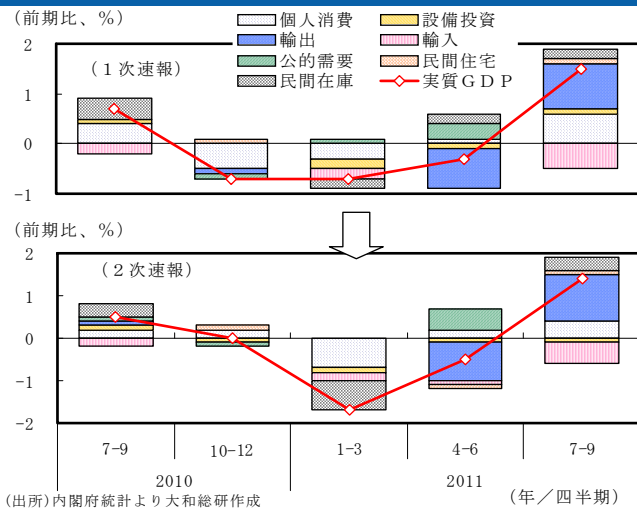 (前期比、%)
個人消費 設備投資
輸出 輸入
公的需要 民間住宅
民間在庫 実質GDP
(1次速報)
2
1
0
-1
(前期比、%)
(2次速報)
2
1
0
-1
-2
7-9 10-12 1-3 4-6 7-9
2010 2011
(出所)内閣府統計より大和総研作成
(年/四半期)